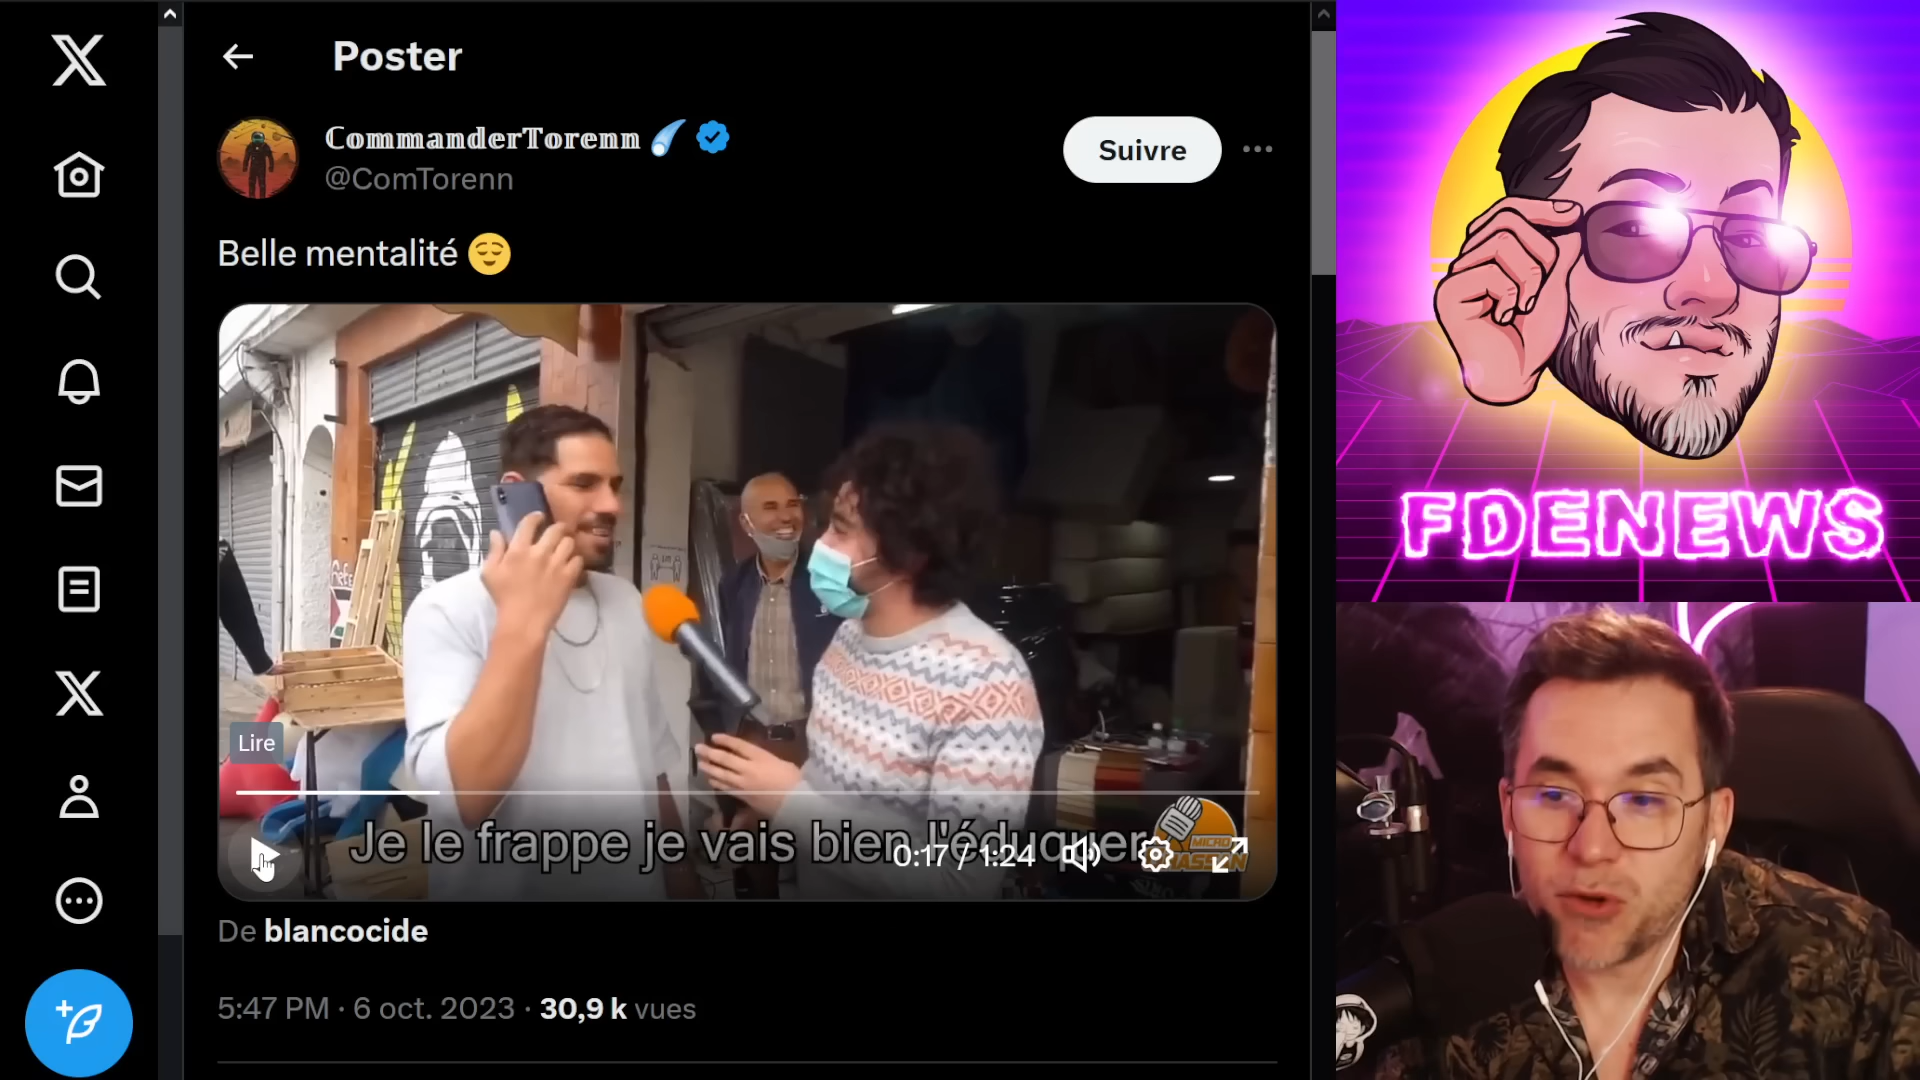 Poster
CommanderTorenn
@ComTorenn
Suivre
Belle mentalité
Lire
Je le frappe je vais bien l'éduquer
0:17 / 1:24
MICRO
De blancocide
5:47 PM · 6 oct. 2023 · 30,9 k vues
FDENEWS